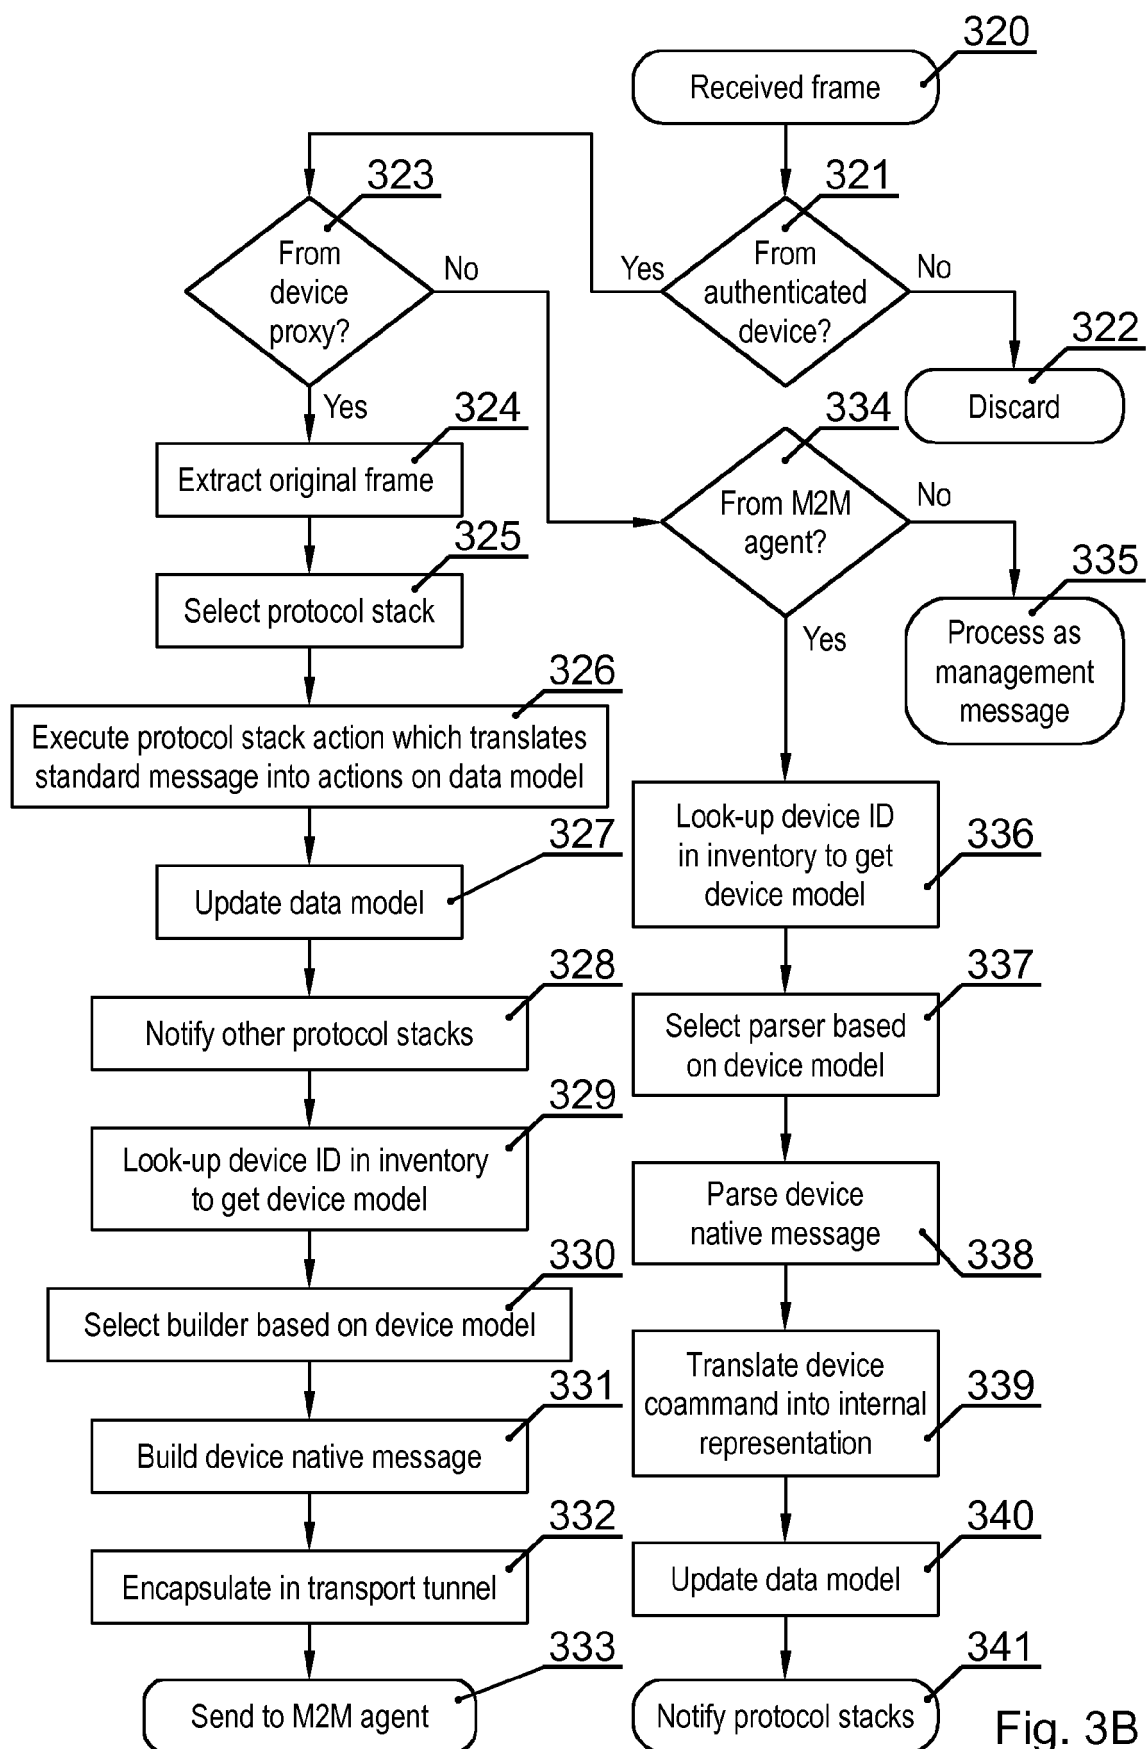 320
Received frame
323
321
From
device
proxy?
No
Yes
From
authenticated
device?
No
322
Discard
Yes
324
Extract original frame
334
From M2M
agent?
No
325
Select protocol stack
335
Process as
management
message
Yes
326
Execute protocol stack action which translates
standard message into actions on data model
336
Look-up device ID
in inventory to get
device model
327
Update data model
328
Notify other protocol stacks
337
Select parser based
on device model
329
Look-up device ID in inventory
to get device model
Parse device
native message
338
330
Select builder based on device model
339
Translate device
coammand into internal
representation
331
Build device native message
332
Encapsulate in transport tunnel
340
Update data model
333
Send to M2M agent
341
Notify protocol stacks
Fig. 3B